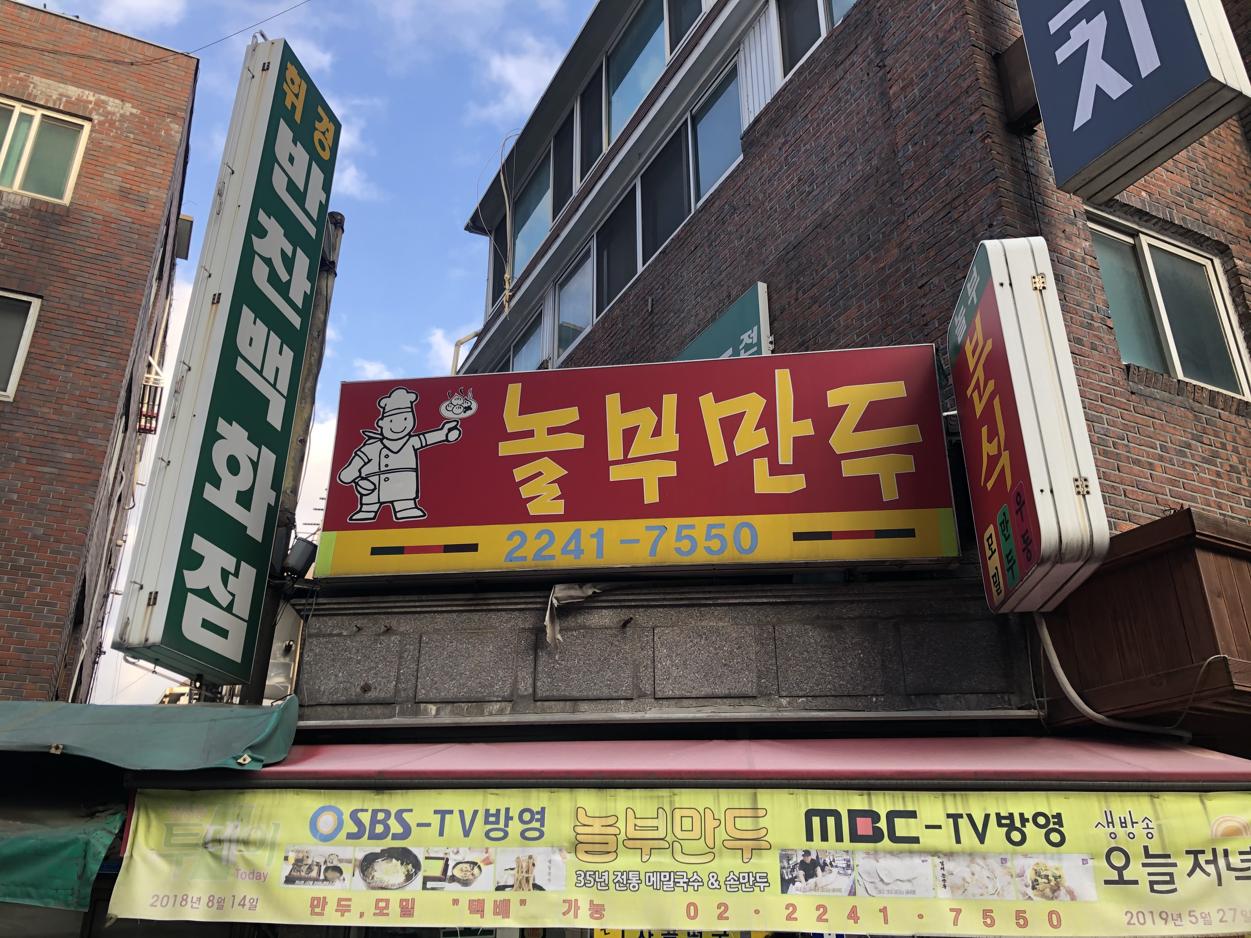 휘경
반찬백화점
치
놀부만두
2241-7550
놀부
분식
우동
만두
모밀
전
투데이
Today
2018년 8월 14일
SBS-TV방영
놀부만두
35년 전통 메밀국수 & 손만두
MBC-TV방영
생방송
오늘저녁
2019년 5월 27일
만두,모밀 "택배" 가능 02·2241·7550